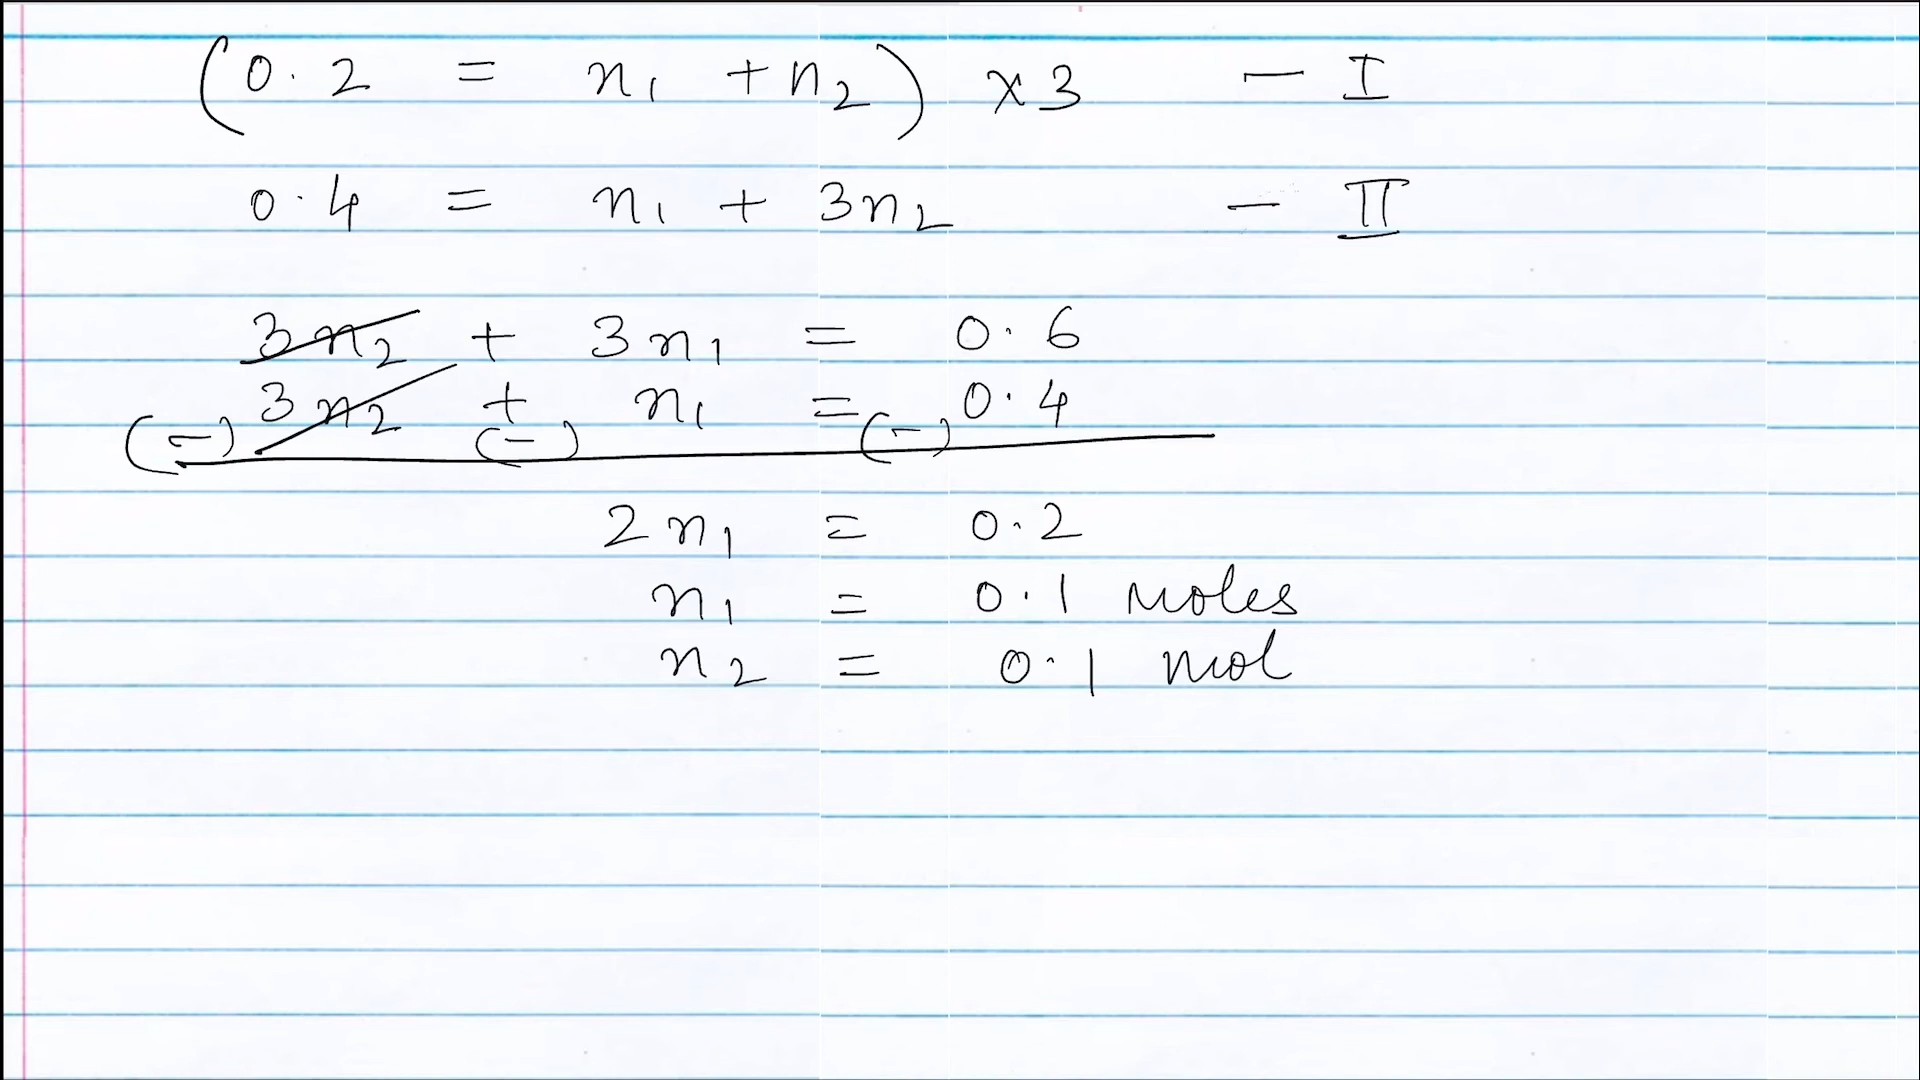 (0.2 = n₁ + n₂) ×3 — I
0.4 = n₁ + 3n₂ — II
3n₂ + 3n₁ = 0.6
3n₂ + n₁ = 0.4
(-) (-) (-)
2n₁ = 0.2
n₁ = 0.1 moles
n₂ = 0.1 mol